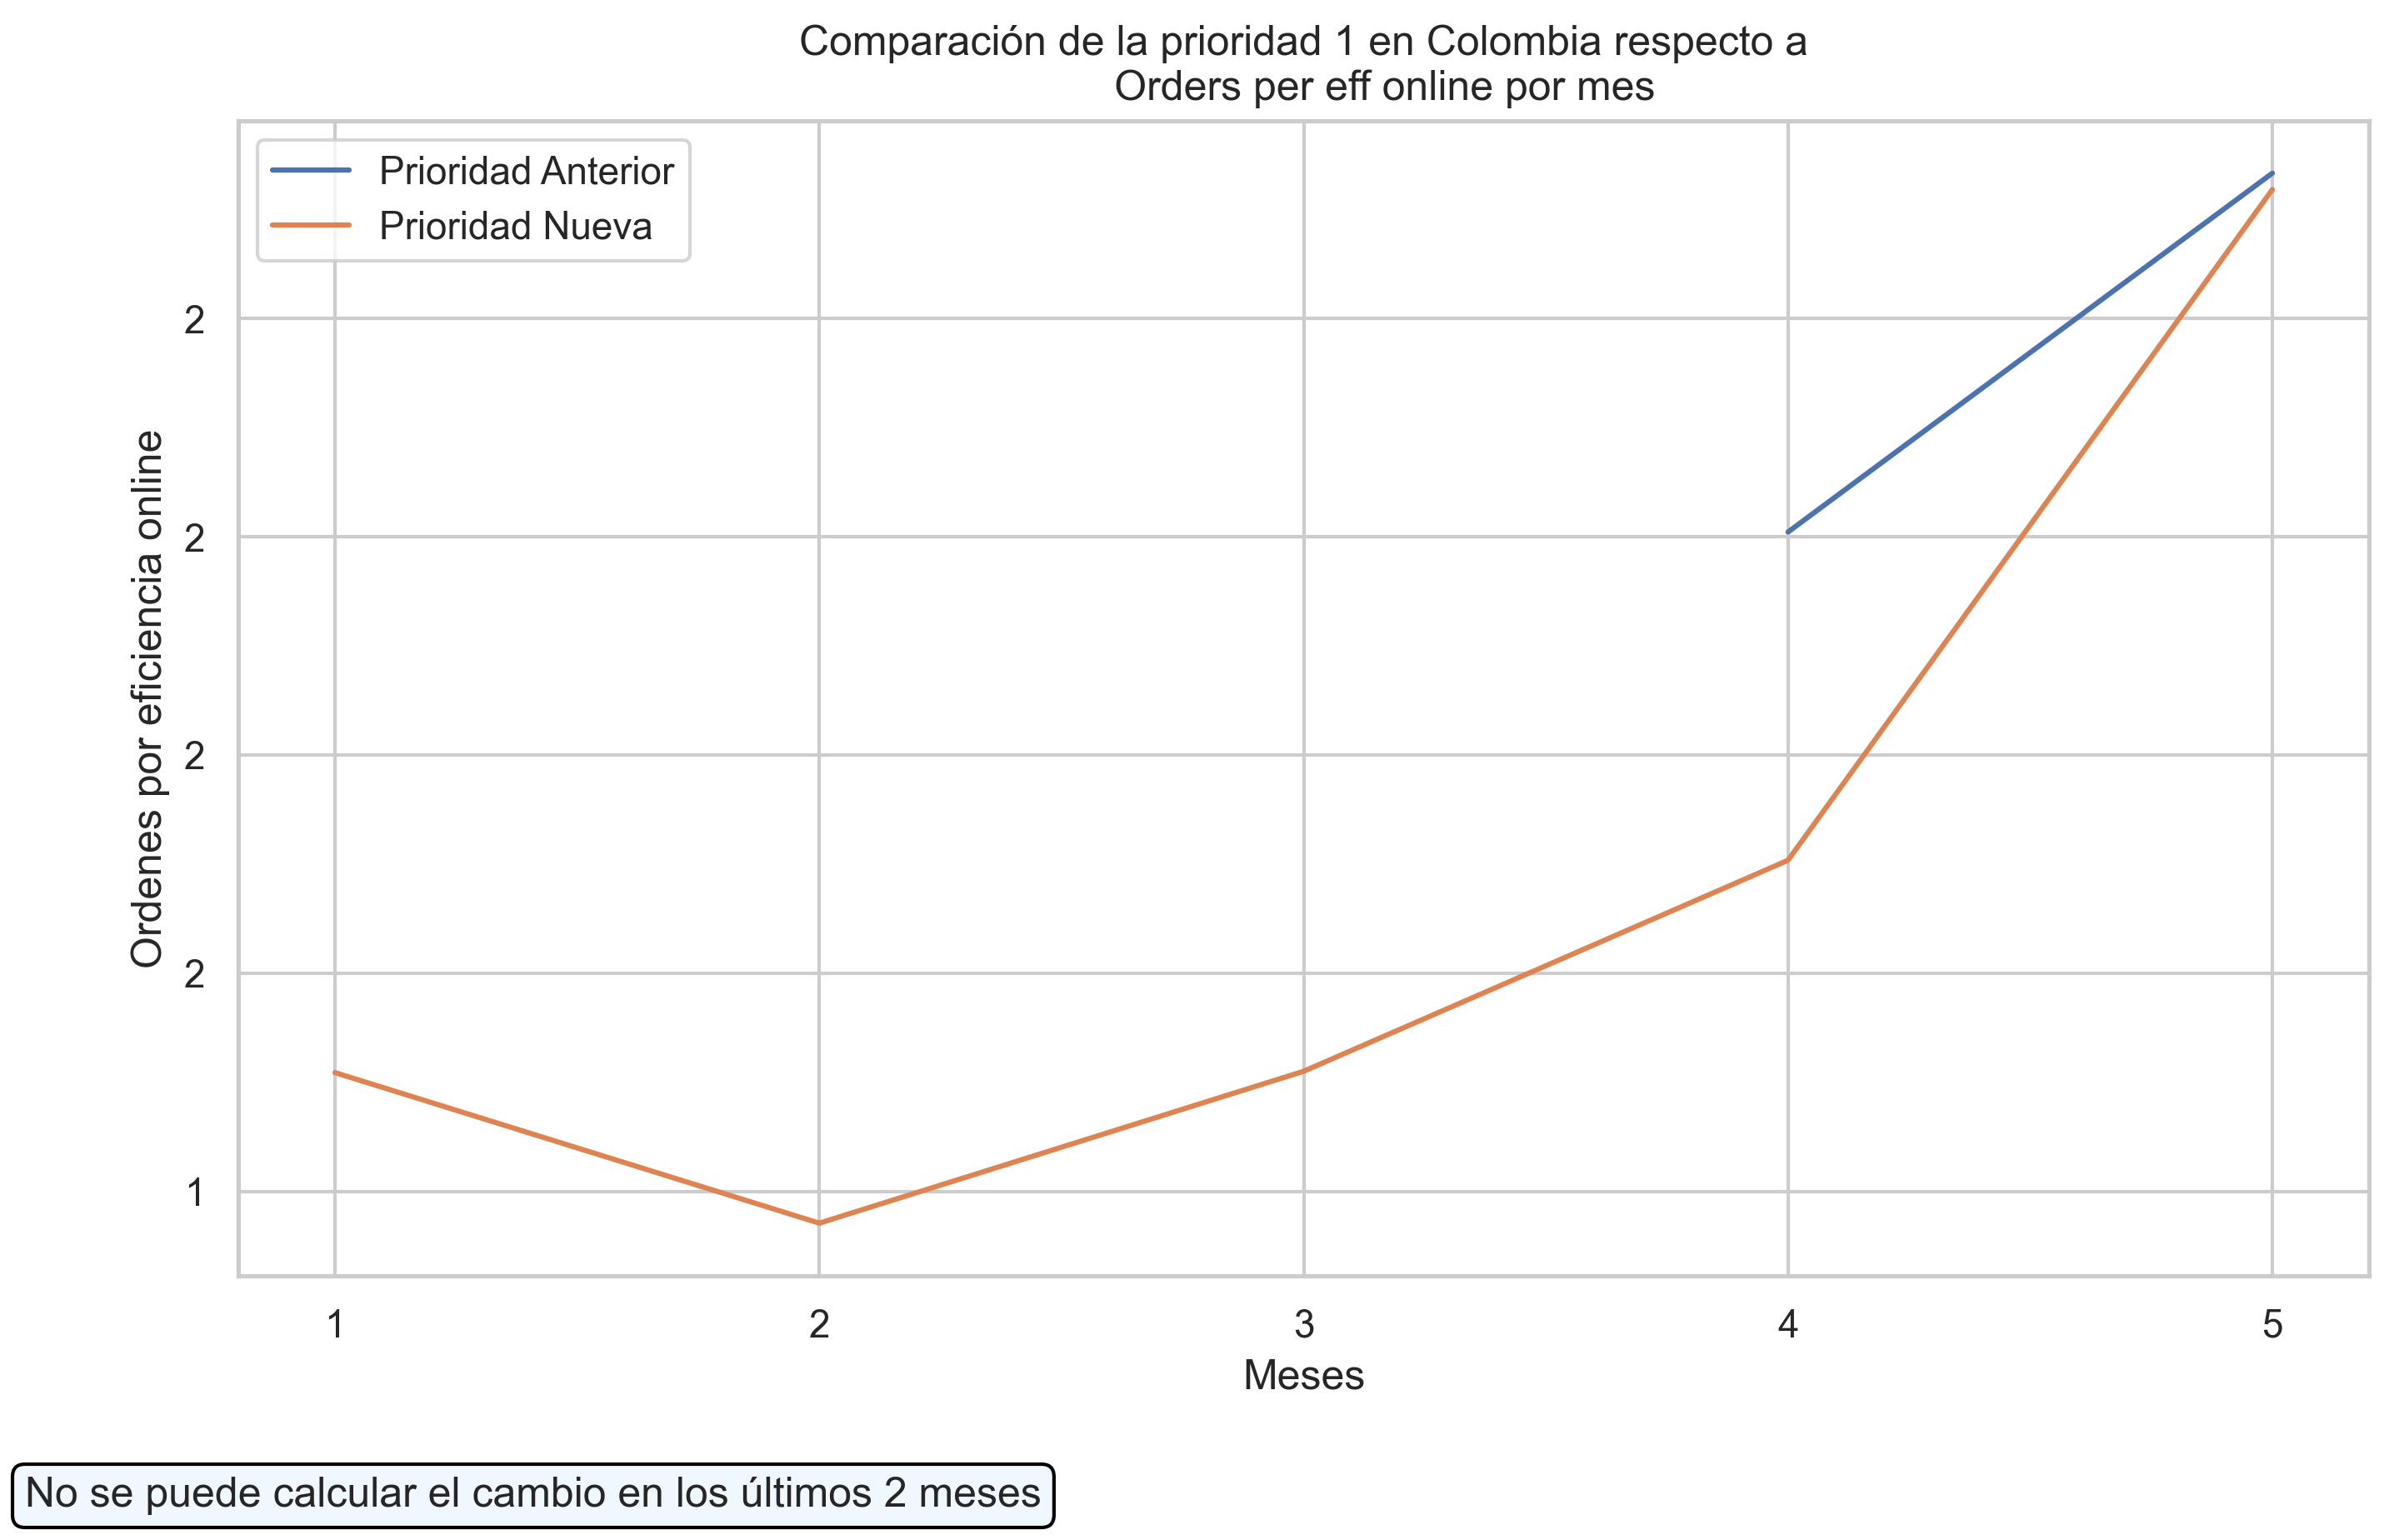 Comparación de la prioridad 1 en Colombia respecto a
Orders per eff online por mes
Prioridad Anterior
Prioridad Nueva
Ordenes por eficiencia online
2
2
2
2
1
1
2
3
4
5
Meses
No se puede calcular el cambio en los últimos 2 meses